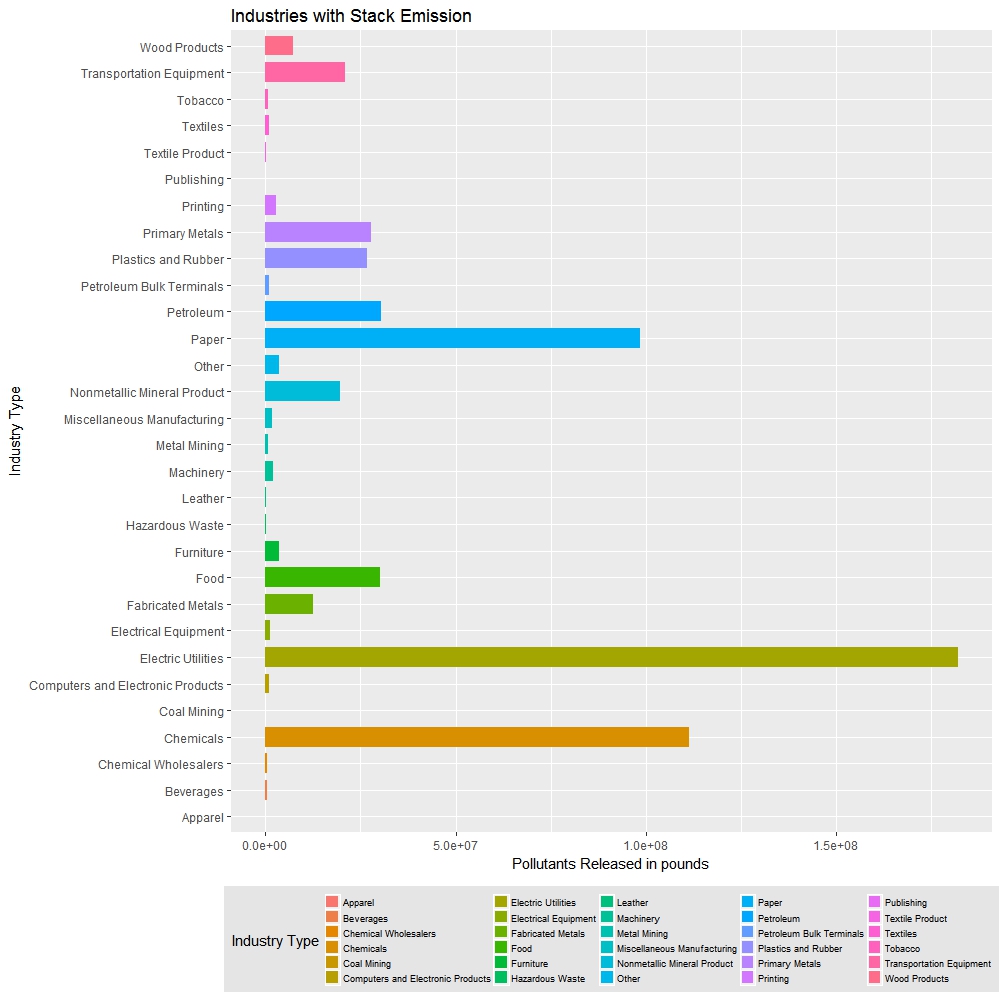 Industries with Stack Emission
Industry Type
Wood Products
Transportation Equipment
Tobacco
Textiles
Textile Product
Publishing
Printing
Primary Metals
Plastics and Rubber
Petroleum Bulk Terminals
Petroleum
Paper
Other
Nonmetallic Mineral Product
Miscellaneous Manufacturing
Metal Mining
Machinery
Leather
Hazardous Waste
Furniture
Food
Fabricated Metals
Electrical Equipment
Electric Utilities
Computers and Electronic Products
Coal Mining
Chemicals
Chemical Wholesalers
Beverages
Apparel
0.0e+00 5.0e+07 1.0e+08 1.5e+08
Pollutants Released in pounds
Industry Type
Apparel
Beverages
Chemical Wholesalers
Chemicals
Coal Mining
Computers and Electronic Products
Electric Utilities
Electrical Equipment
Fabricated Metals
Food
Furniture
Hazardous Waste
Leather
Machinery
Metal Mining
Miscellaneous Manufacturing
Nonmetallic Mineral Product
Other
Paper
Petroleum
Petroleum Bulk Terminals
Plastics and Rubber
Primary Metals
Printing
Publishing
Textile Product
Textiles
Tobacco
Transportation Equipment
Wood Products